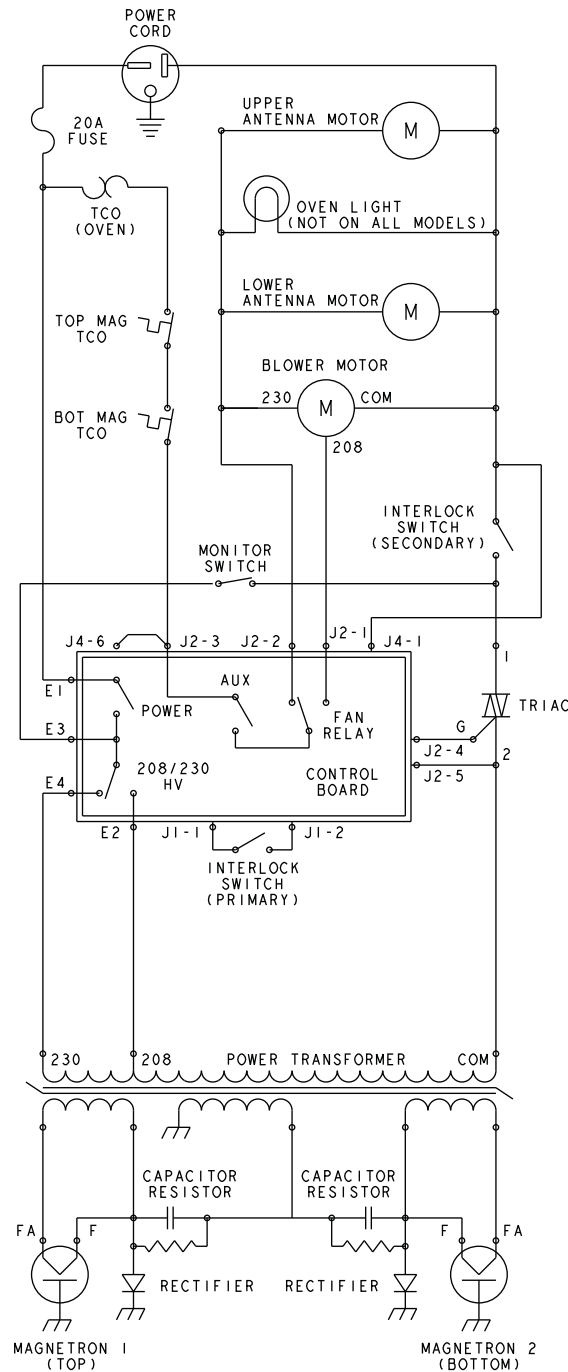 POWER
CORD
20A
FUSE
UPPER
ANTENNA MOTOR
M
TCO
(OVEN)
OVEN LIGHT
(NOT ON ALL MODELS)
LOWER
ANTENNA MOTOR
M
TOP MAG
TCO
BLOWER MOTOR
230
M
COM
208
BOT MAG
TCO
INTERLOCK
SWITCH
(SECONDARY)
MONITOR
SWITCH
J4-6
J2-3
J2-2
J2-1
J4-1
1
E1
POWER
AUX
FAN
RELAY
TRIAC
G
E3
J2-4
2
208/230
HV
CONTROL
BOARD
J2-5
E4
E2
J1-1
J1-2
INTERLOCK
SWITCH
(PRIMARY)
230
208
POWER TRANSFORMER
COM
CAPACITOR
RESISTOR
CAPACITOR
RESISTOR
FA
F
F
FA
RECTIFIER
RECTIFIER
MAGNETRON 1
(TOP)
MAGNETRON 2
(BOTTOM)